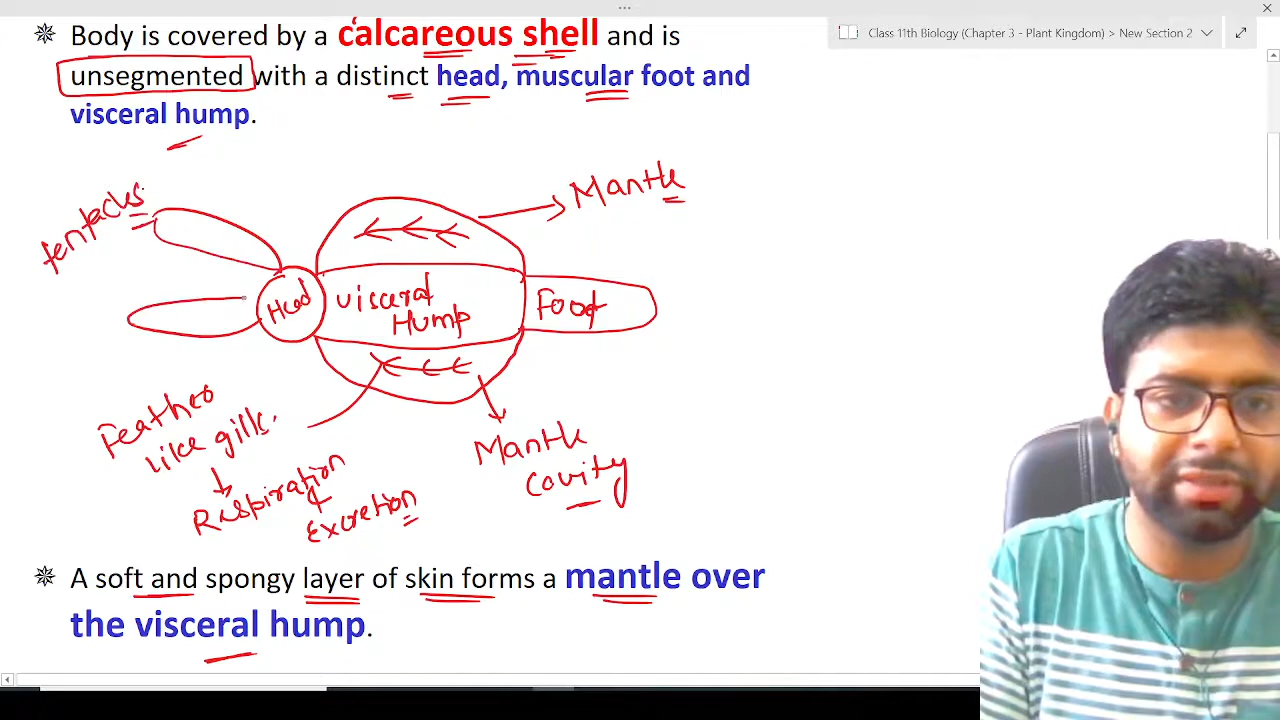 Body is covered by a calcareous shell and is
unsegmented with a distinct head, muscular foot and
visceral hump.
Class 11th Biology (Chapter 3 - Plant Kingdom) > New Section 2
tentacles
Mantle
Head
visceral
Hump
Foot
Feather
like gills.
Respiration
&
Excretion
Mantle
cavity
A soft and spongy layer of skin forms a mantle over
the visceral hump.